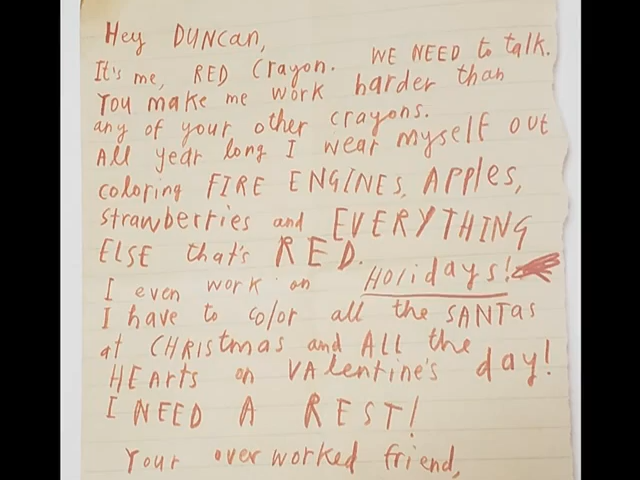 Hey DUNCan,
It's me, RED Crayon. WE NEED to talk.
You make me work harder than
any of your other crayons.
All year long I wear myself out
coloring FIRE ENGINES, Apples,
strawberries and EVERYTHING
ELSE that's RED.
I even work on HOlidays!
I have to color all the SANTas
at CHRIStmas and ALL the
HEARts on VAlentine's day!
I NEED A REST!
Your overworked friend,